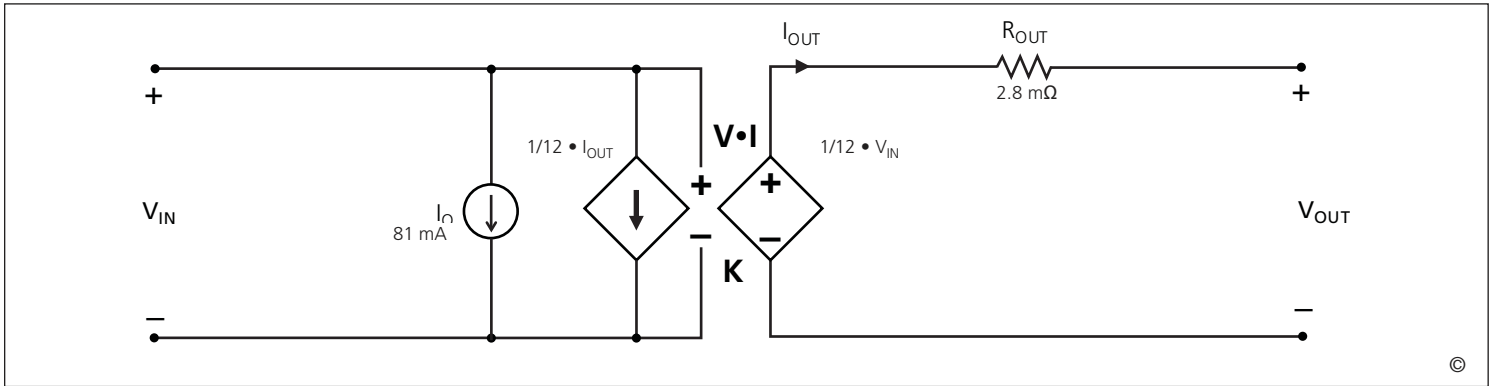 I_OUT
R_OUT
2.8 mΩ
+
+
V•I
1/12 • I_OUT
1/12 • V_IN
+
+
V_IN
I_Q
81 mA
V_OUT
−
−
K
−
−
©